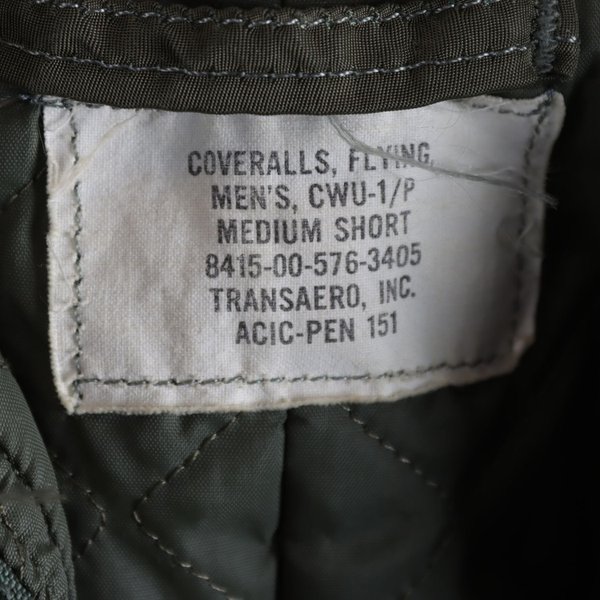 COVERALLS, FLYING,
MEN'S, CWU-1/P
MEDIUM SHORT
8415-00-576-3405
TRANSAERO, INC.
ACIC-PEN 151